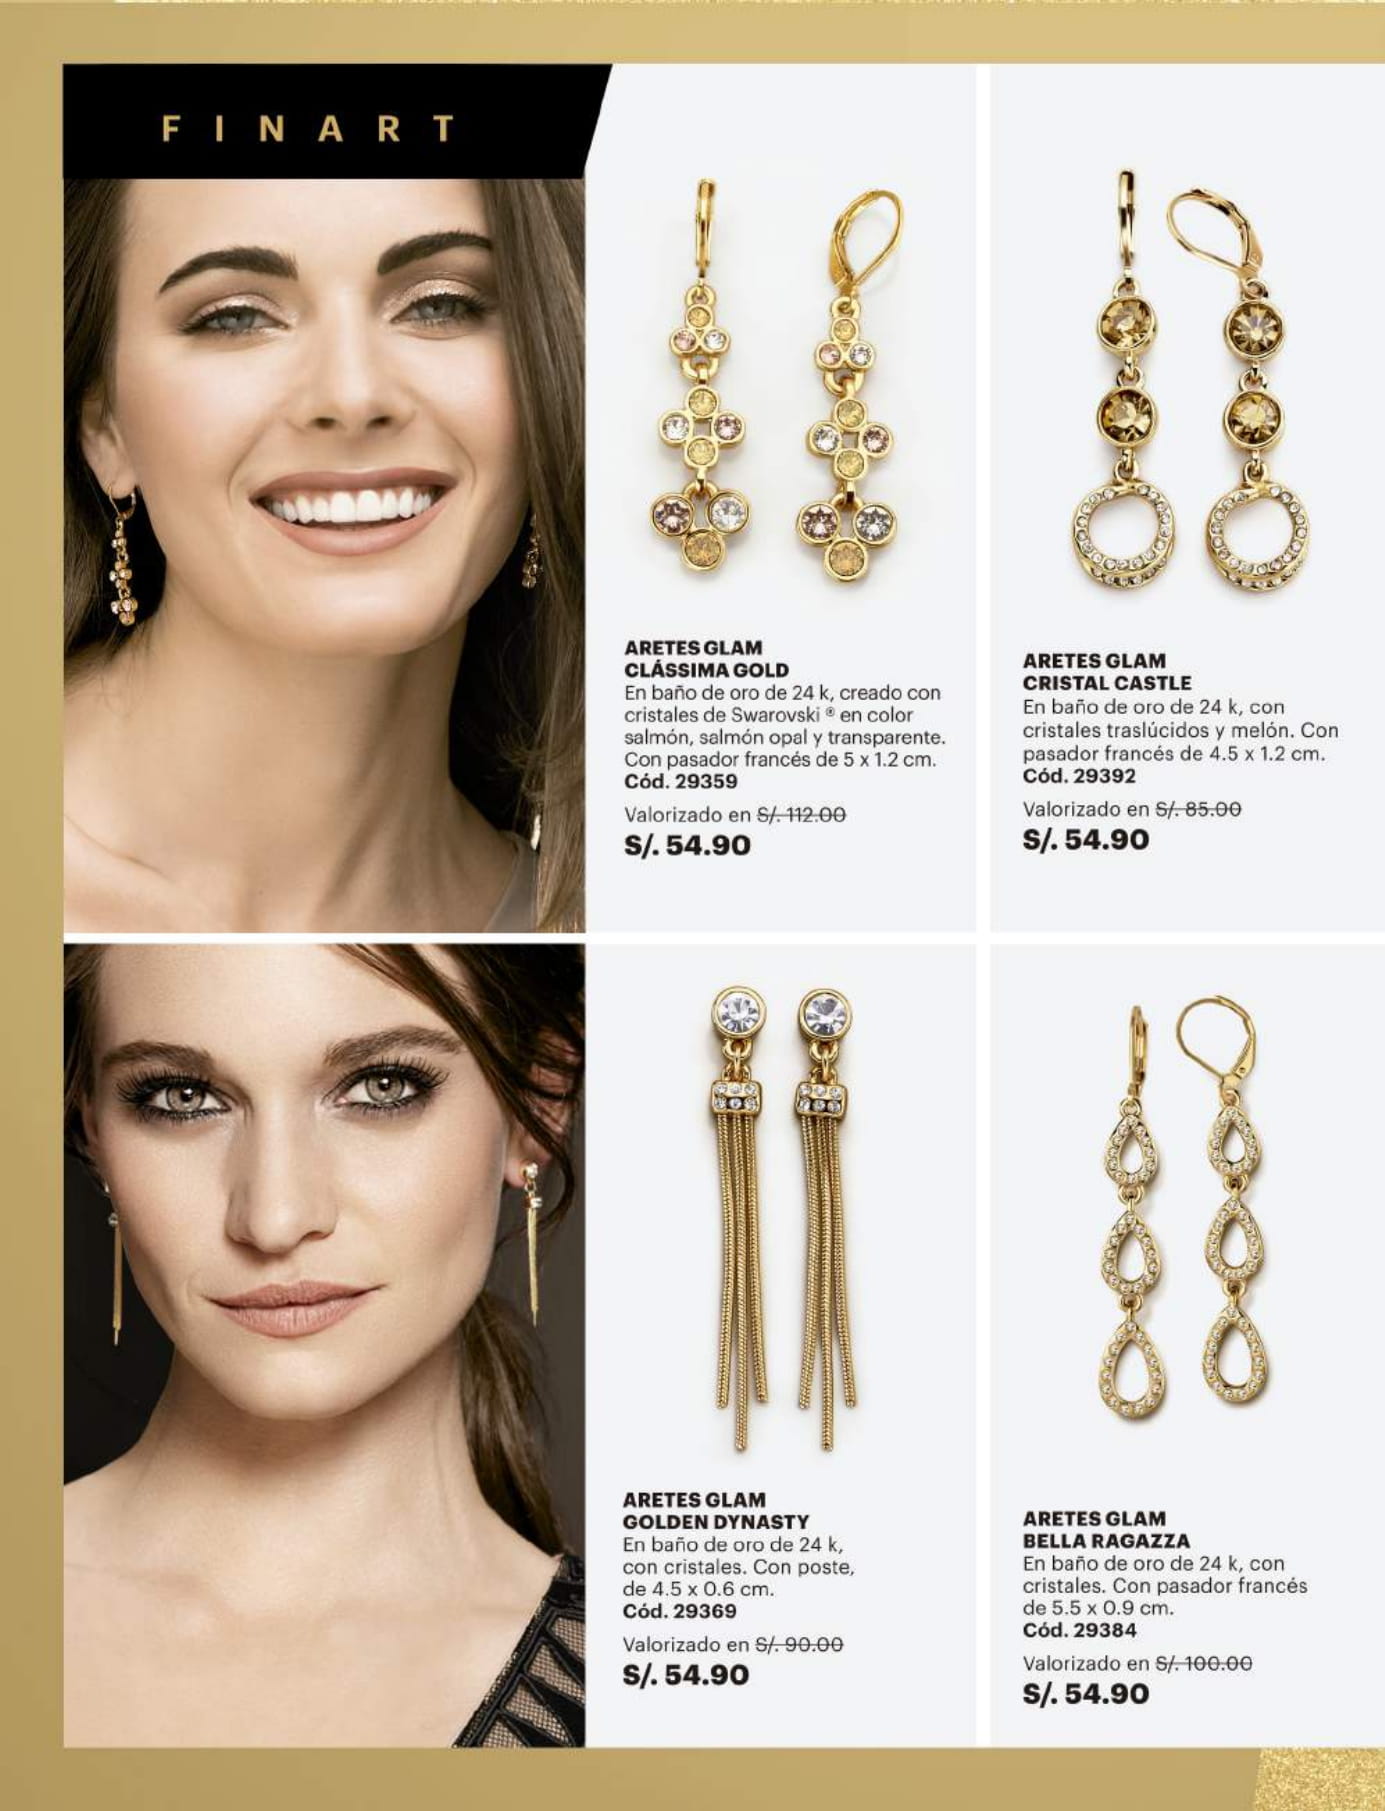 FINART
ARETES GLAM
CLÁSSIMA GOLD
En baño de oro de 24 k, creado con
cristales de Swarovski ® en color
salmón, salmón opal y transparente.
Con pasador francés de 5 x 1.2 cm.
Cód. 29359
Valorizado en S/. 112.00
S/. 54.90
ARETES GLAM
CRISTAL CASTLE
En baño de oro de 24 k, con
cristales traslúcidos y melón. Con
pasador francés de 4.5 x 1.2 cm.
Cód. 29392
Valorizado en S/. 85.00
S/. 54.90
ARETES GLAM
GOLDEN DYNASTY
En baño de oro de 24 k,
con cristales. Con poste,
de 4.5 x 0.6 cm.
Cód. 29369
Valorizado en S/. 90.00
S/. 54.90
ARETES GLAM
BELLA RAGAZZA
En baño de oro de 24 k, con
cristales. Con pasador francés
de 5.5 x 0.9 cm.
Cód. 29384
Valorizado en S/. 100.00
S/. 54.90